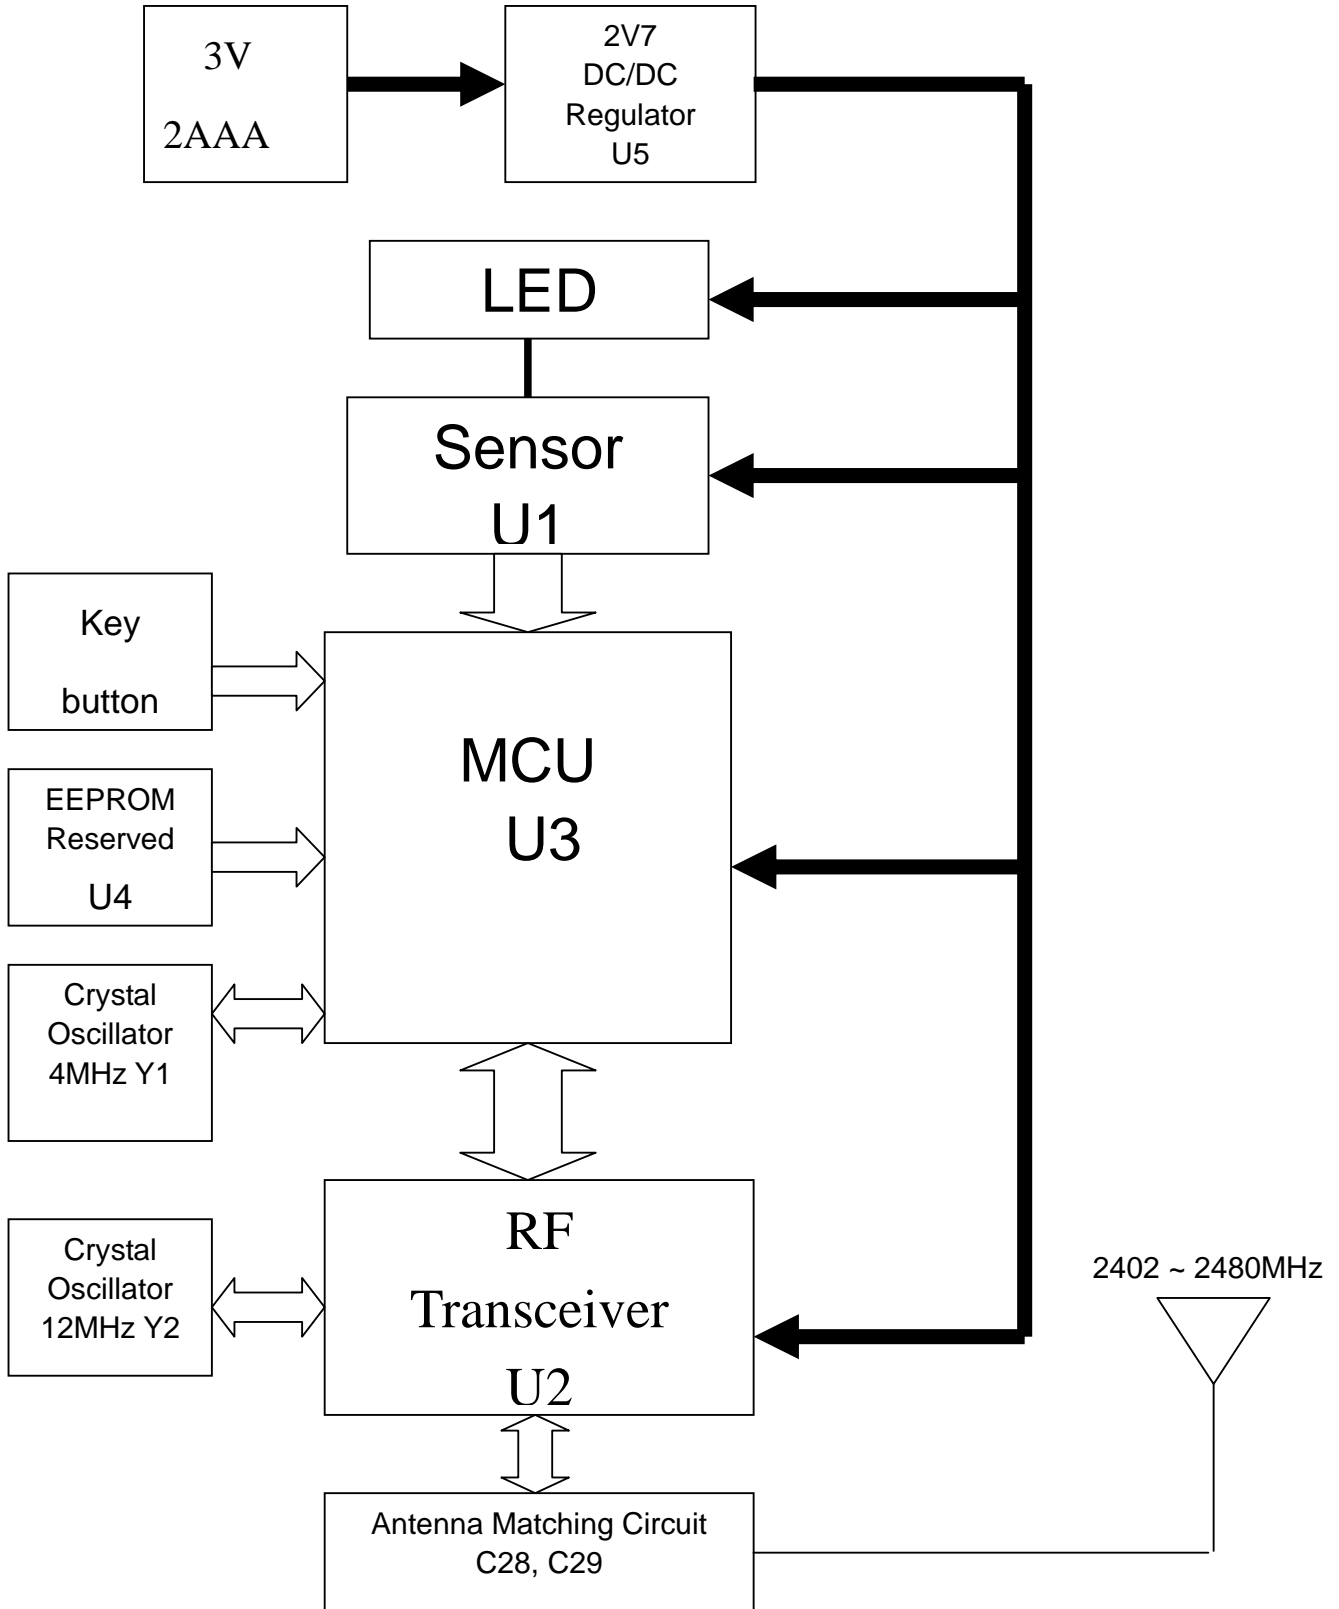 3V
2AAA
2V7
DC/DC
Regulator
U5
LED
Sensor
U1
Key
button
MCU
U3
EEPROM
Reserved
U4
Crystal
Oscillator
4MHz Y1
RF
Transceiver
U2
Crystal
Oscillator
12MHz Y2
2402 ~ 2480MHz
Antenna Matching Circuit
C28, C29